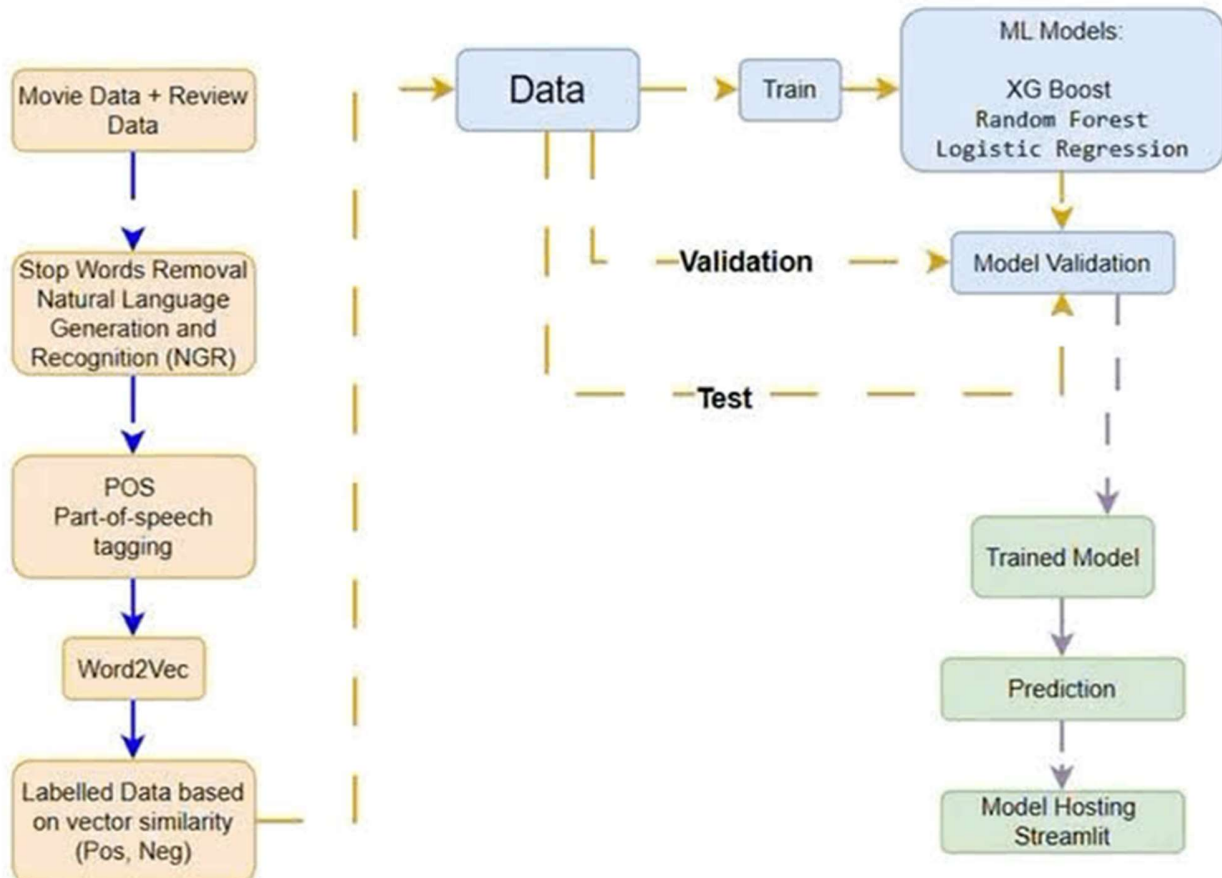 Movie Data + Review
Data
Stop Words Removal
Natural Language
Generation and
Recognition (NGR)
POS
Part-of-speech
tagging
Word2Vec
Labelled Data based
on vector similarity
(Pos, Neg)
Data
Train
ML Models:
XG Boost
Random Forest
Logistic Regression
Validation
Model Validation
Test
Trained Model
Prediction
Model Hosting
Streamlit